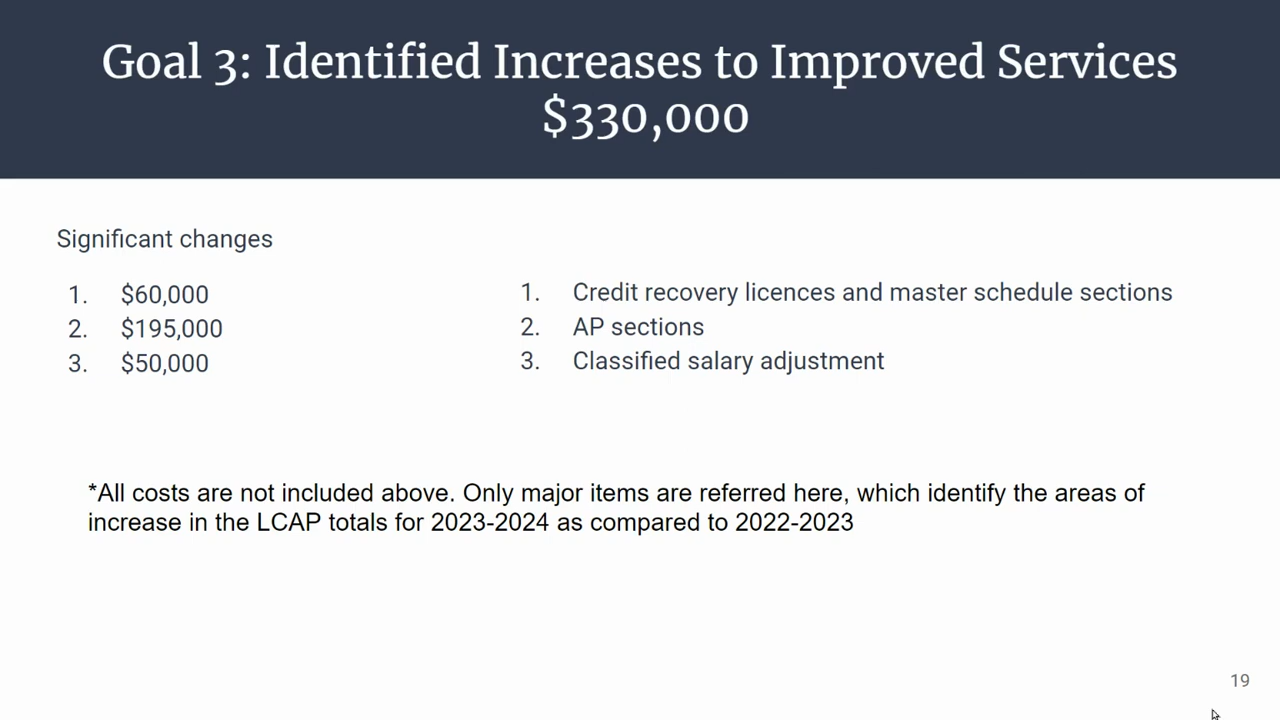 Goal 3: Identified Increases to Improved Services
$330,000
Significant changes
1. $60,000
2. $195,000
3. $50,000
1. Credit recovery licences and master schedule sections
2. AP sections
3. Classified salary adjustment
*All costs are not included above. Only major items are referred here, which identify the areas of
increase in the LCAP totals for 2023-2024 as compared to 2022-2023
19